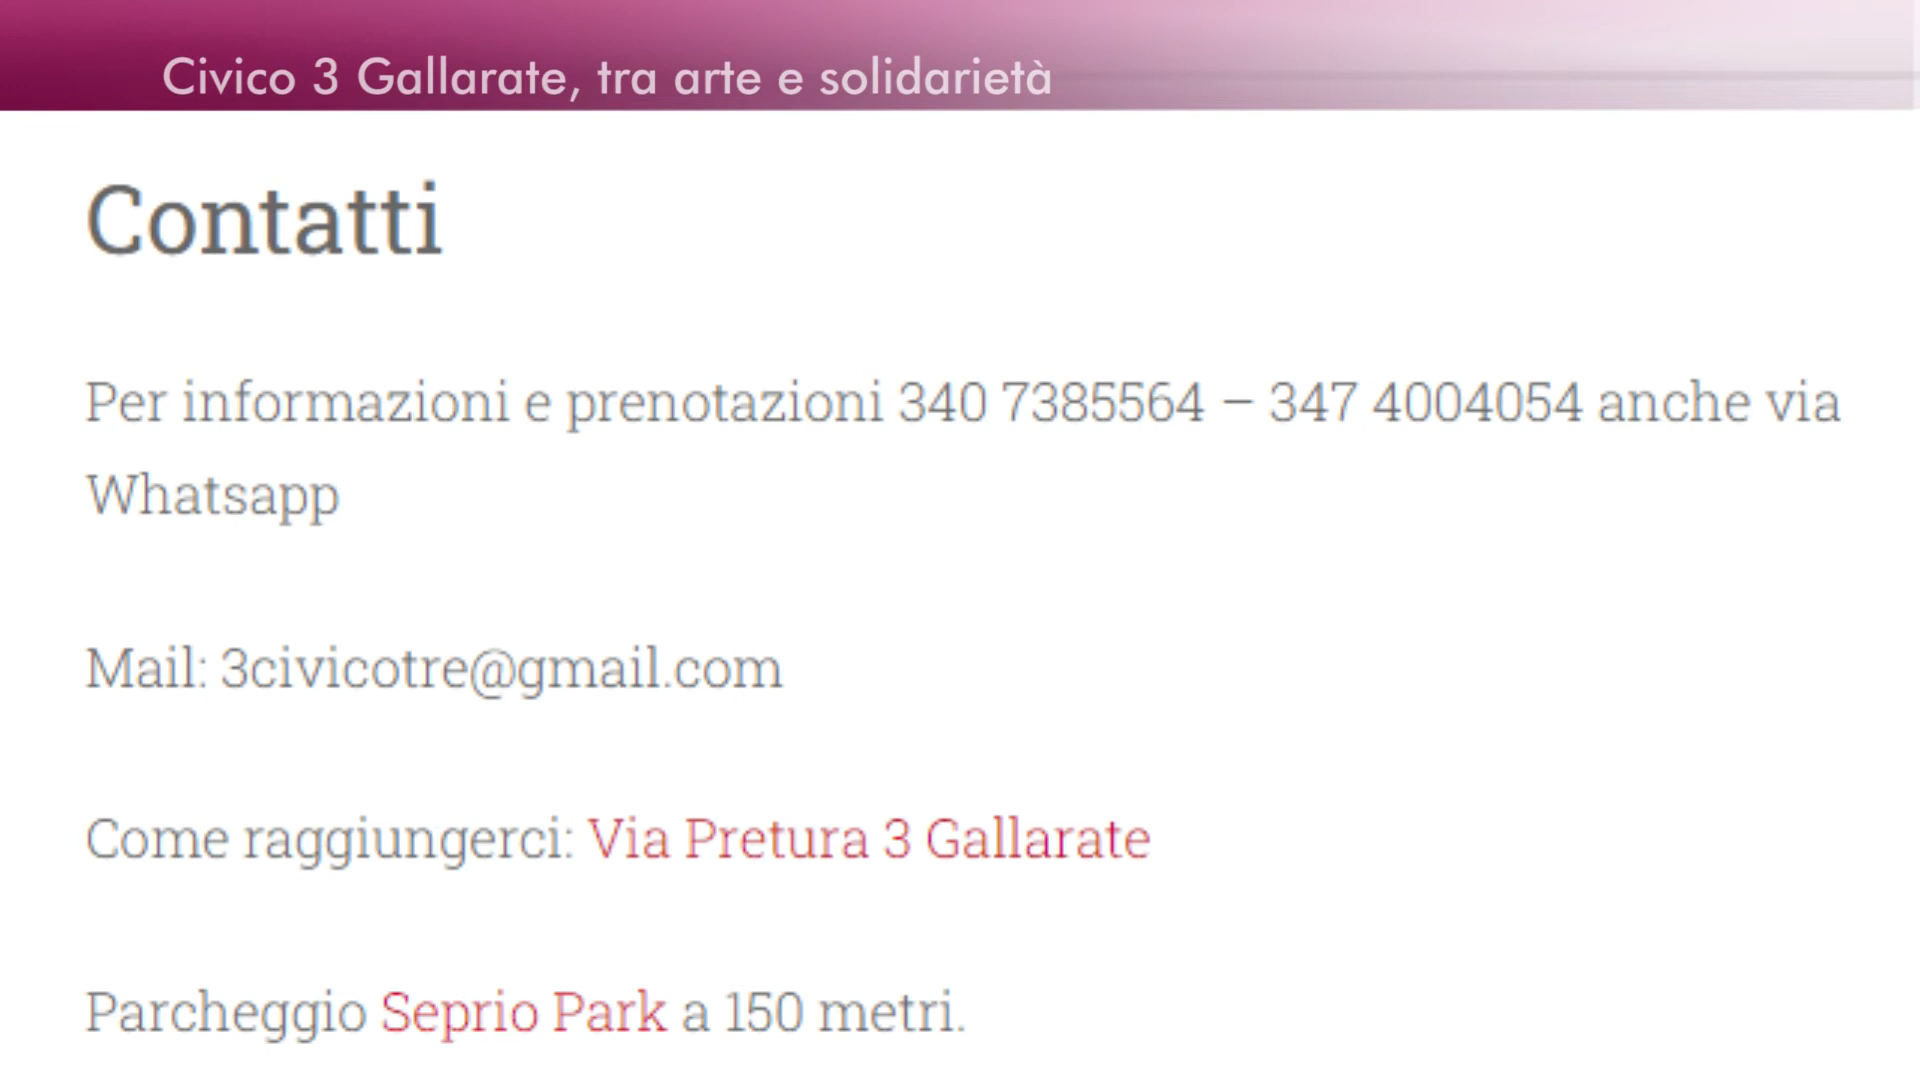 Civico 3 Gallarate, tra arte e solidarietà
Contatti
Per informazioni e prenotazioni 340 7385564 – 347 4004054 anche via
Whatsapp
Mail: 3civicotre@gmail.com
Come raggiungerci: Via Pretura 3 Gallarate
Parcheggio Seprio Park a 150 metri.